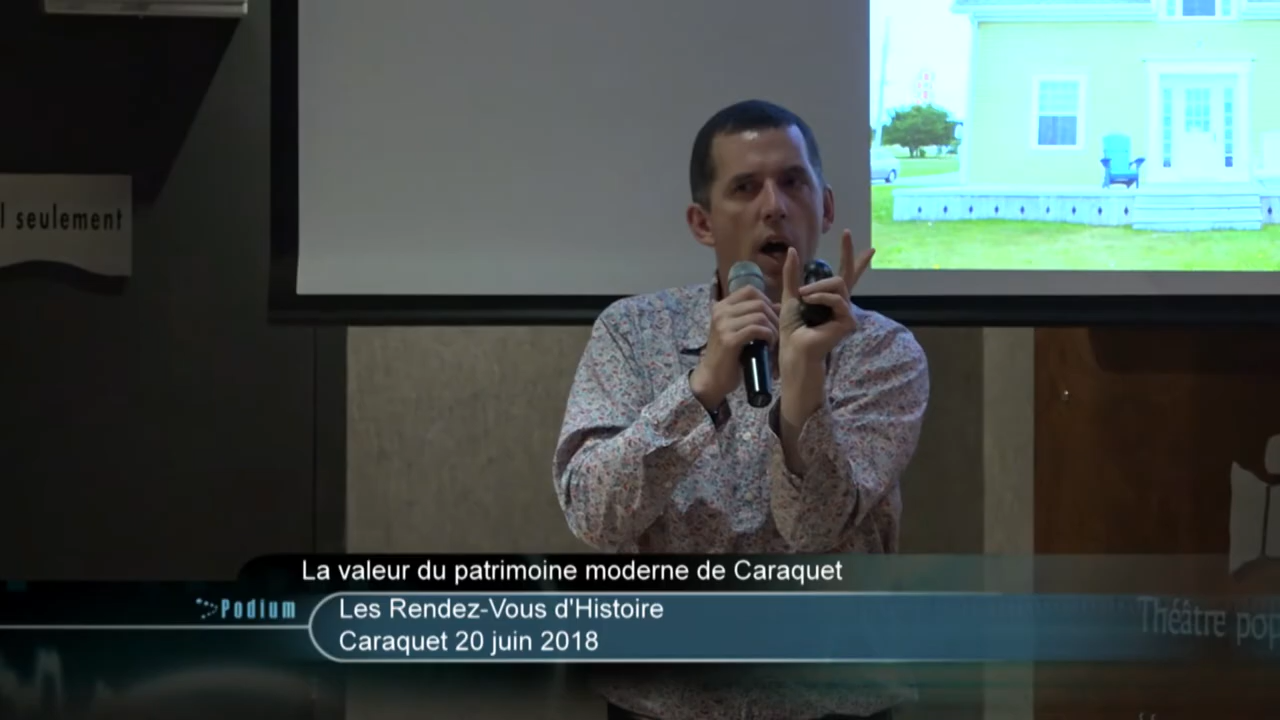 l seulement
La valeur du patrimoine moderne de Caraquet
Podium
Les Rendez-Vous d'Histoire
Caraquet 20 juin 2018
Théâtre pop